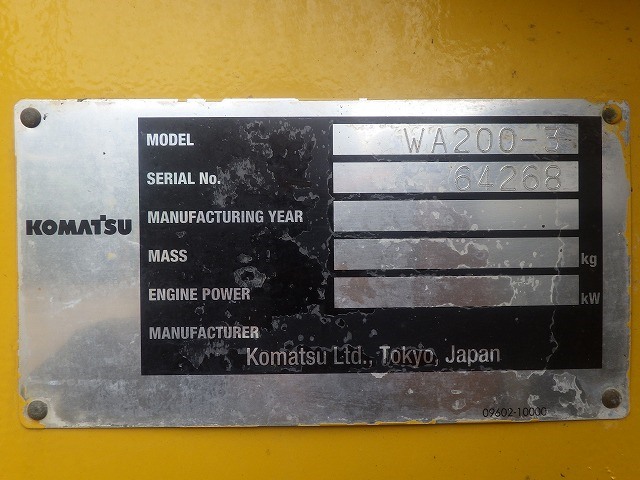 KOMATSU
MODEL WA200-3
SERIAL No. 64268
MANUFACTURING YEAR
MASS kg
ENGINE POWER kW
MANUFACTURER
Komatsu Ltd., Tokyo, Japan
09602-10000